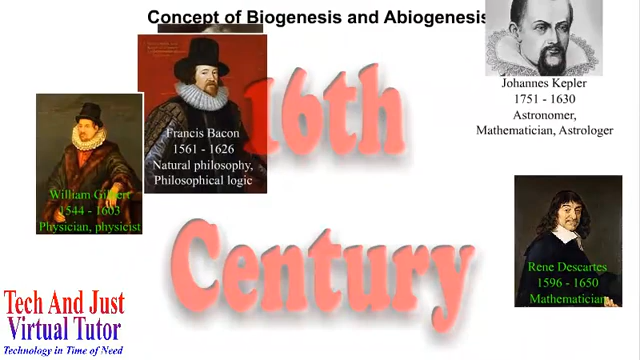 Concept of Biogenesis and Abiogenesis
16th
Century
Johannes Kepler
1751 - 1630
Astronomer,
Mathematician, Astrologer
Francis Bacon
1561 - 1626
Natural philosophy,
Philosophical logic
William Gilbert
1544 - 1603
Physician, physicist
Rene Descartes
1596 - 1650
Mathematician
Tech And Just
Virtual Tutor
Technology in Time of Need